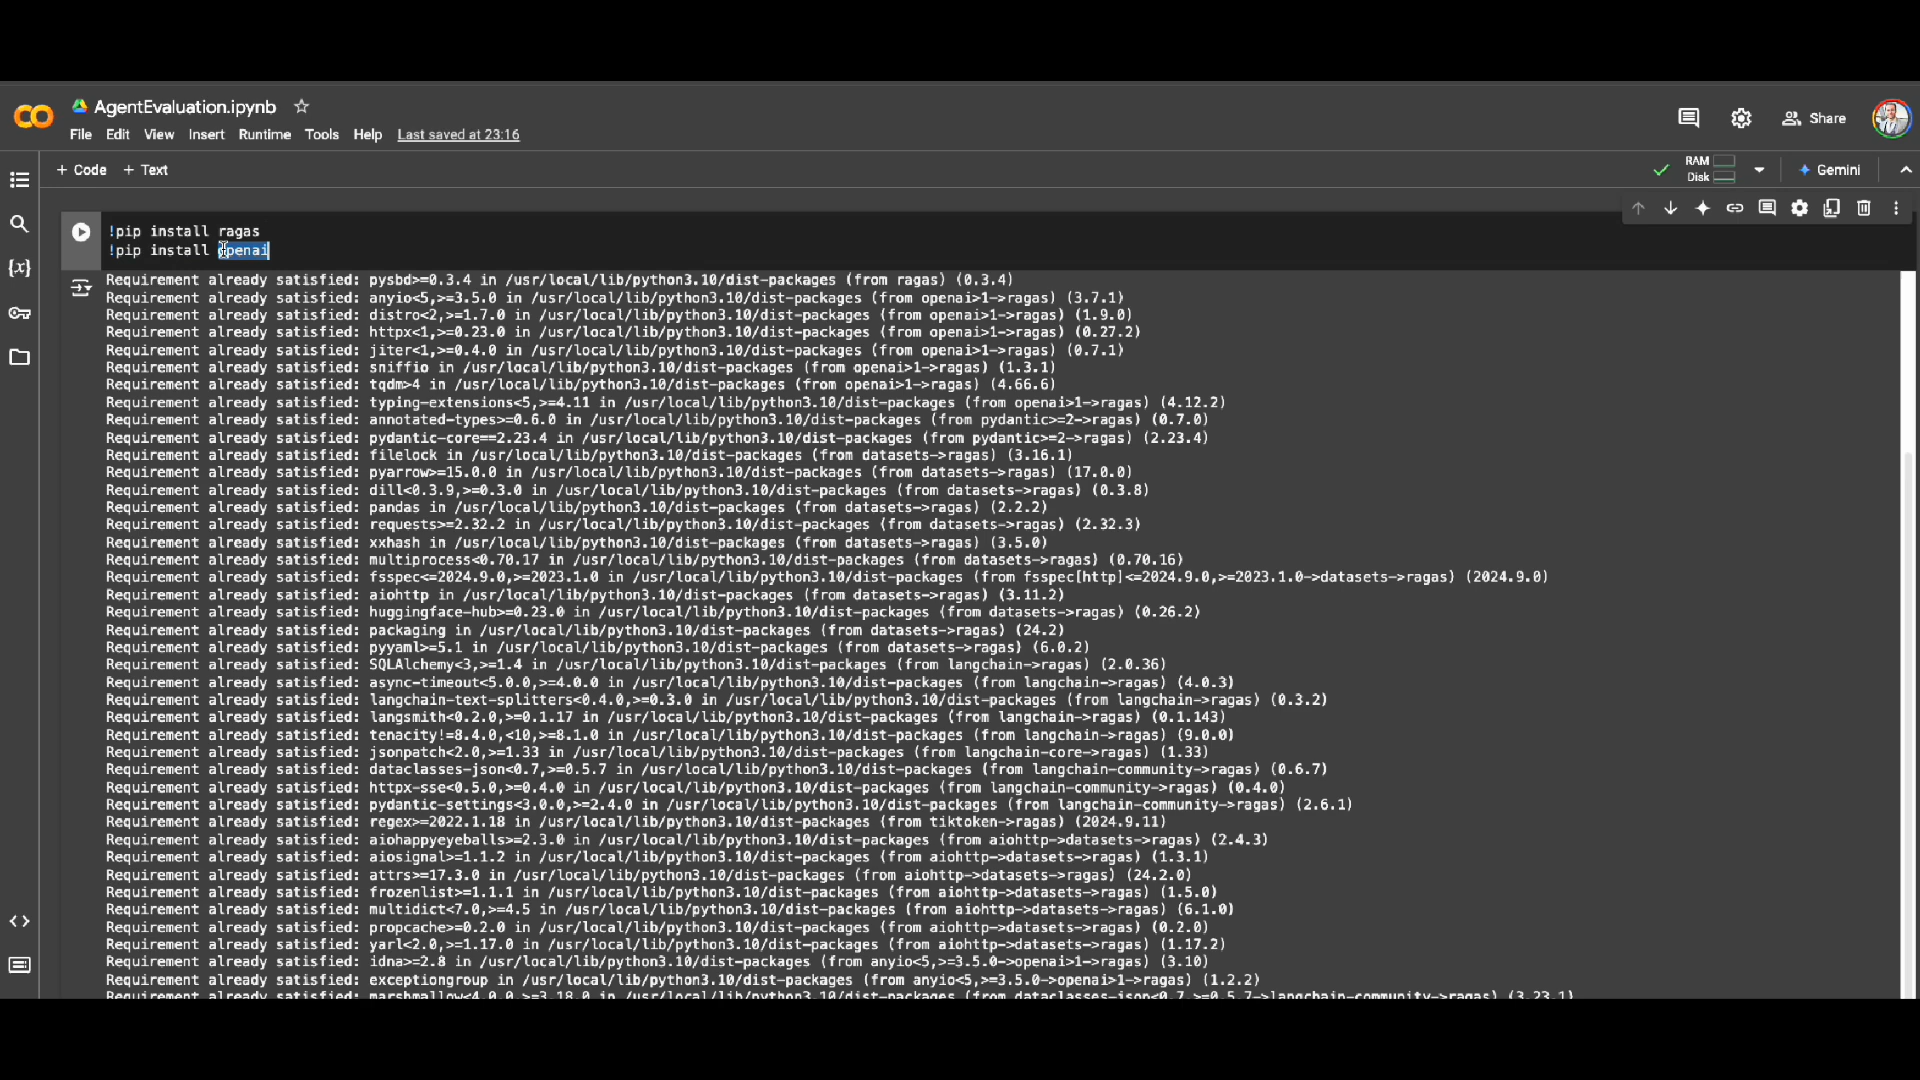 AgentEvaluation.ipynb
File Edit View Insert Runtime Tools Help Last saved at 23:16
Share
+ Code + Text
RAM
Disk
Gemini
!pip install ragas
!pip install openai
Requirement already satisfied: pysbd>=0.3.4 in /usr/local/lib/python3.10/dist-packages (from ragas) (0.3.4)
Requirement already satisfied: anyio<5,>=3.5.0 in /usr/local/lib/python3.10/dist-packages (from openai>1->ragas) (3.7.1)
Requirement already satisfied: distro<2,>=1.7.0 in /usr/local/lib/python3.10/dist-packages (from openai>1->ragas) (1.9.0)
Requirement already satisfied: httpx<1,>=0.23.0 in /usr/local/lib/python3.10/dist-packages (from openai>1->ragas) (0.27.2)
Requirement already satisfied: jiter<1,>=0.4.0 in /usr/local/lib/python3.10/dist-packages (from openai>1->ragas) (0.7.1)
Requirement already satisfied: sniffio in /usr/local/lib/python3.10/dist-packages (from openai>1->ragas) (1.3.1)
Requirement already satisfied: tqdm>4 in /usr/local/lib/python3.10/dist-packages (from openai>1->ragas) (4.66.6)
Requirement already satisfied: typing-extensions<5,>=4.11 in /usr/local/lib/python3.10/dist-packages (from openai>1->ragas) (4.12.2)
Requirement already satisfied: annotated-types>=0.6.0 in /usr/local/lib/python3.10/dist-packages (from pydantic>=2->ragas) (0.7.0)
Requirement already satisfied: pydantic-core==2.23.4 in /usr/local/lib/python3.10/dist-packages (from pydantic>=2->ragas) (2.23.4)
Requirement already satisfied: filelock in /usr/local/lib/python3.10/dist-packages (from datasets->ragas) (3.16.1)
Requirement already satisfied: pyarrow>=15.0.0 in /usr/local/lib/python3.10/dist-packages (from datasets->ragas) (17.0.0)
Requirement already satisfied: dill<0.3.9,>=0.3.0 in /usr/local/lib/python3.10/dist-packages (from datasets->ragas) (0.3.8)
Requirement already satisfied: pandas in /usr/local/lib/python3.10/dist-packages (from datasets->ragas) (2.2.2)
Requirement already satisfied: requests>=2.32.2 in /usr/local/lib/python3.10/dist-packages (from datasets->ragas) (2.32.3)
Requirement already satisfied: xxhash in /usr/local/lib/python3.10/dist-packages (from datasets->ragas) (3.5.0)
Requirement already satisfied: multiprocess<0.70.17 in /usr/local/lib/python3.10/dist-packages (from datasets->ragas) (0.70.16)
Requirement already satisfied: fsspec<=2024.9.0,>=2023.1.0 in /usr/local/lib/python3.10/dist-packages (from fsspec[http]<=2024.9.0,>=2023.1.0->datasets->ragas) (2024.9.0)
Requirement already satisfied: aiohttp in /usr/local/lib/python3.10/dist-packages (from datasets->ragas) (3.11.2)
Requirement already satisfied: huggingface-hub>=0.23.0 in /usr/local/lib/python3.10/dist-packages (from datasets->ragas) (0.26.2)
Requirement already satisfied: packaging in /usr/local/lib/python3.10/dist-packages (from datasets->ragas) (24.2)
Requirement already satisfied: pyyaml>=5.1 in /usr/local/lib/python3.10/dist-packages (from datasets->ragas) (6.0.2)
Requirement already satisfied: SQLAlchemy<3,>=1.4 in /usr/local/lib/python3.10/dist-packages (from langchain->ragas) (2.0.36)
Requirement already satisfied: async-timeout<5.0.0,>=4.0.0 in /usr/local/lib/python3.10/dist-packages (from langchain->ragas) (4.0.3)
Requirement already satisfied: langchain-text-splitters<0.4.0,>=0.3.0 in /usr/local/lib/python3.10/dist-packages (from langchain->ragas) (0.3.2)
Requirement already satisfied: langsmith<0.2.0,>=0.1.17 in /usr/local/lib/python3.10/dist-packages (from langchain->ragas) (0.1.143)
Requirement already satisfied: tenacity!=8.4.0,<10,>=8.1.0 in /usr/local/lib/python3.10/dist-packages (from langchain->ragas) (9.0.0)
Requirement already satisfied: jsonpatch<2.0,>=1.33 in /usr/local/lib/python3.10/dist-packages (from langchain-core->ragas) (1.33)
Requirement already satisfied: dataclasses-json<0.7,>=0.5.7 in /usr/local/lib/python3.10/dist-packages (from langchain-community->ragas) (0.6.7)
Requirement already satisfied: httpx-sse<0.5.0,>=0.4.0 in /usr/local/lib/python3.10/dist-packages (from langchain-community->ragas) (0.4.0)
Requirement already satisfied: pydantic-settings<3.0.0,>=2.4.0 in /usr/local/lib/python3.10/dist-packages (from langchain-community->ragas) (2.6.1)
Requirement already satisfied: regex>=2022.1.18 in /usr/local/lib/python3.10/dist-packages (from tiktoken->ragas) (2024.9.11)
Requirement already satisfied: aiohappyeyeballs>=2.3.0 in /usr/local/lib/python3.10/dist-packages (from aiohttp->datasets->ragas) (2.4.3)
Requirement already satisfied: aiosignal>=1.1.2 in /usr/local/lib/python3.10/dist-packages (from aiohttp->datasets->ragas) (1.3.1)
Requirement already satisfied: attrs>=17.3.0 in /usr/local/lib/python3.10/dist-packages (from aiohttp->datasets->ragas) (24.2.0)
Requirement already satisfied: frozenlist>=1.1.1 in /usr/local/lib/python3.10/dist-packages (from aiohttp->datasets->ragas) (1.5.0)
Requirement already satisfied: multidict<7.0,>=4.5 in /usr/local/lib/python3.10/dist-packages (from aiohttp->datasets->ragas) (6.1.0)
Requirement already satisfied: propcache>=0.2.0 in /usr/local/lib/python3.10/dist-packages (from aiohttp->datasets->ragas) (0.2.0)
Requirement already satisfied: yarl<2.0,>=1.17.0 in /usr/local/lib/python3.10/dist-packages (from aiohttp->datasets->ragas) (1.17.2)
Requirement already satisfied: idna>=2.8 in /usr/local/lib/python3.10/dist-packages (from anyio<5,>=3.5.0->openai>1->ragas) (3.10)
Requirement already satisfied: exceptiongroup in /usr/local/lib/python3.10/dist-packages (from anyio<5,>=3.5.0->openai>1->ragas) (1.2.2)
Requirement already satisfied: marshmallow<4.0.0,>=3.18.0 in /usr/local/lib/python3.10/dist-packages (from dataclasses-json<0.7,>=0.5.7->langchain-community->ragas) (3.23.1)